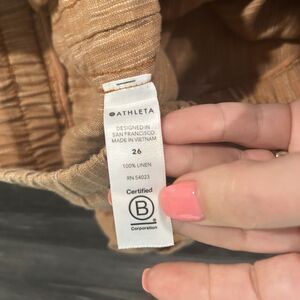 ATHLETA
DESIGNED IN
SAN FRANCISCO
MADE IN VIETNAM
26
100% LINEN
RN 54023
Certified
B
Corporation